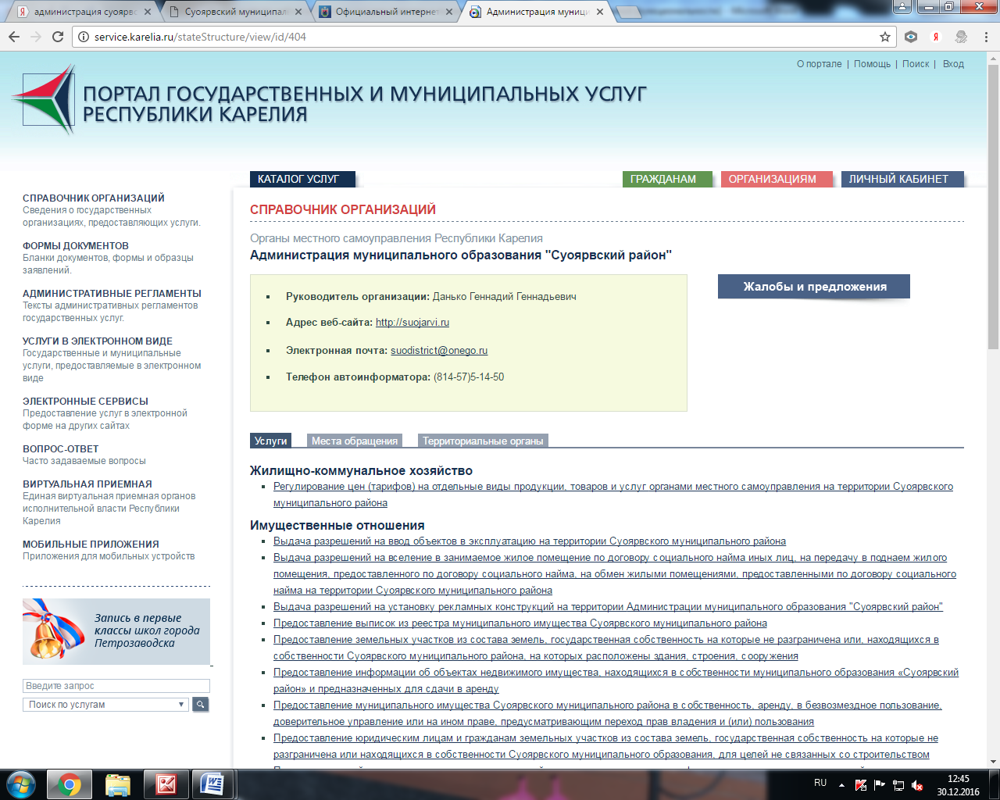 администрация суоярвс
Суоярвский муниципал
Официальный интернет
Администрация муниц
service.karelia.ru/stateStructure/view/id/404
О портале | Помощь | Поиск | Вход
ПОРТАЛ ГОСУДАРСТВЕННЫХ И МУНИЦИПАЛЬНЫХ УСЛУГ
РЕСПУБЛИКИ КАРЕЛИЯ
КАТАЛОГ УСЛУГ
ГРАЖДАНАМ
ОРГАНИЗАЦИЯМ
ЛИЧНЫЙ КАБИНЕТ
СПРАВОЧНИК ОРГАНИЗАЦИЙ
Сведения о государственных
организациях, предоставляющих услуги.
ФОРМЫ ДОКУМЕНТОВ
Бланки документов, формы и образцы
заявлений.
АДМИНИСТРАТИВНЫЕ РЕГЛАМЕНТЫ
Тексты административных регламентов
государственных услуг.
УСЛУГИ В ЭЛЕКТРОННОМ ВИДЕ
Государственные и муниципальные
услуги, предоставляемые в электронном
виде
ЭЛЕКТРОННЫЕ СЕРВИСЫ
Предоставление услуг в электронной
форме на других сайтах
ВОПРОС-ОТВЕТ
Часто задаваемые вопросы
ВИРТУАЛЬНАЯ ПРИЕМНАЯ
Единая виртуальная приемная органов
исполнительной власти Республики
Карелия
МОБИЛЬНЫЕ ПРИЛОЖЕНИЯ
Приложения для мобильных устройств
Запись в первые
классы школ города
Петрозаводска
Введите запрос
Поиск по услугам
СПРАВОЧНИК ОРГАНИЗАЦИЙ
Органы местного самоуправления Республики Карелия
Администрация муниципального образования "Суоярвский район"
Руководитель организации: Данько Геннадий Геннадьевич
Адрес веб-сайта: http://suojarvi.ru
Электронная почта: suodistrict@onego.ru
Телефон автоинформатора: (814-57)5-14-50
Жалобы и предложения
Услуги
Места обращения
Территориальные органы
Жилищно-коммунальное хозяйство
Регулирование цен (тарифов) на отдельные виды продукции, товаров и услуг органами местного самоуправления на территории Суоярвского
муниципального района
Имущественные отношения
Выдача разрешений на ввод объектов в эксплуатацию на территории Суоярвского муниципального района
Выдача разрешений на вселение в занимаемое жилое помещение по договору социального найма иных лиц, на передачу в поднаем жилого
помещения, предоставленного по договору социального найма, на обмен жилыми помещениями, предоставленными по договору социального
найма на территории Суоярвского муниципального района
Выдача разрешений на установку рекламных конструкций на территории Администрации муниципального образования "Суоярвский район"
Предоставление выписок из реестра муниципального имущества Суоярвского муниципального района
Предоставление земельных участков из состава земель, государственная собственность на которые не разграничена или, находящихся в
собственности Суоярвского муниципального района, на которых расположены здания, строения, сооружения
Предоставление информации об объектах недвижимого имущества, находящихся в собственности муниципального образования «Суоярвский
район» и предназначенных для сдачи в аренду
Предоставление муниципального имущества Суоярвского муниципального района в собственность, аренду, в безвозмездное пользование,
доверительное управление или на ином праве, предусматривающим переход прав владения и (или) пользования
Предоставление юридическим лицам и гражданам земельных участков из состава земель, государственная собственность на которые не
разграничена или находящихся в собственности Суоярвского муниципального образования, для целей не связанных со строительством
RU
12:45
30.12.2016